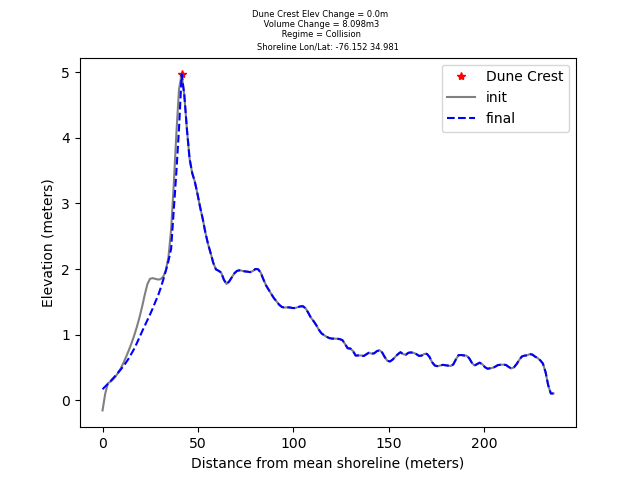 Dune Crest Elev Change = 0.0m
Volume Change = 8.098m3
Regime = Collision
Shoreline Lon/Lat: -76.152 34.981
Dune Crest
init
final
5
4
3
2
1
0
Elevation (meters)
0 50 100 150 200
Distance from mean shoreline (meters)